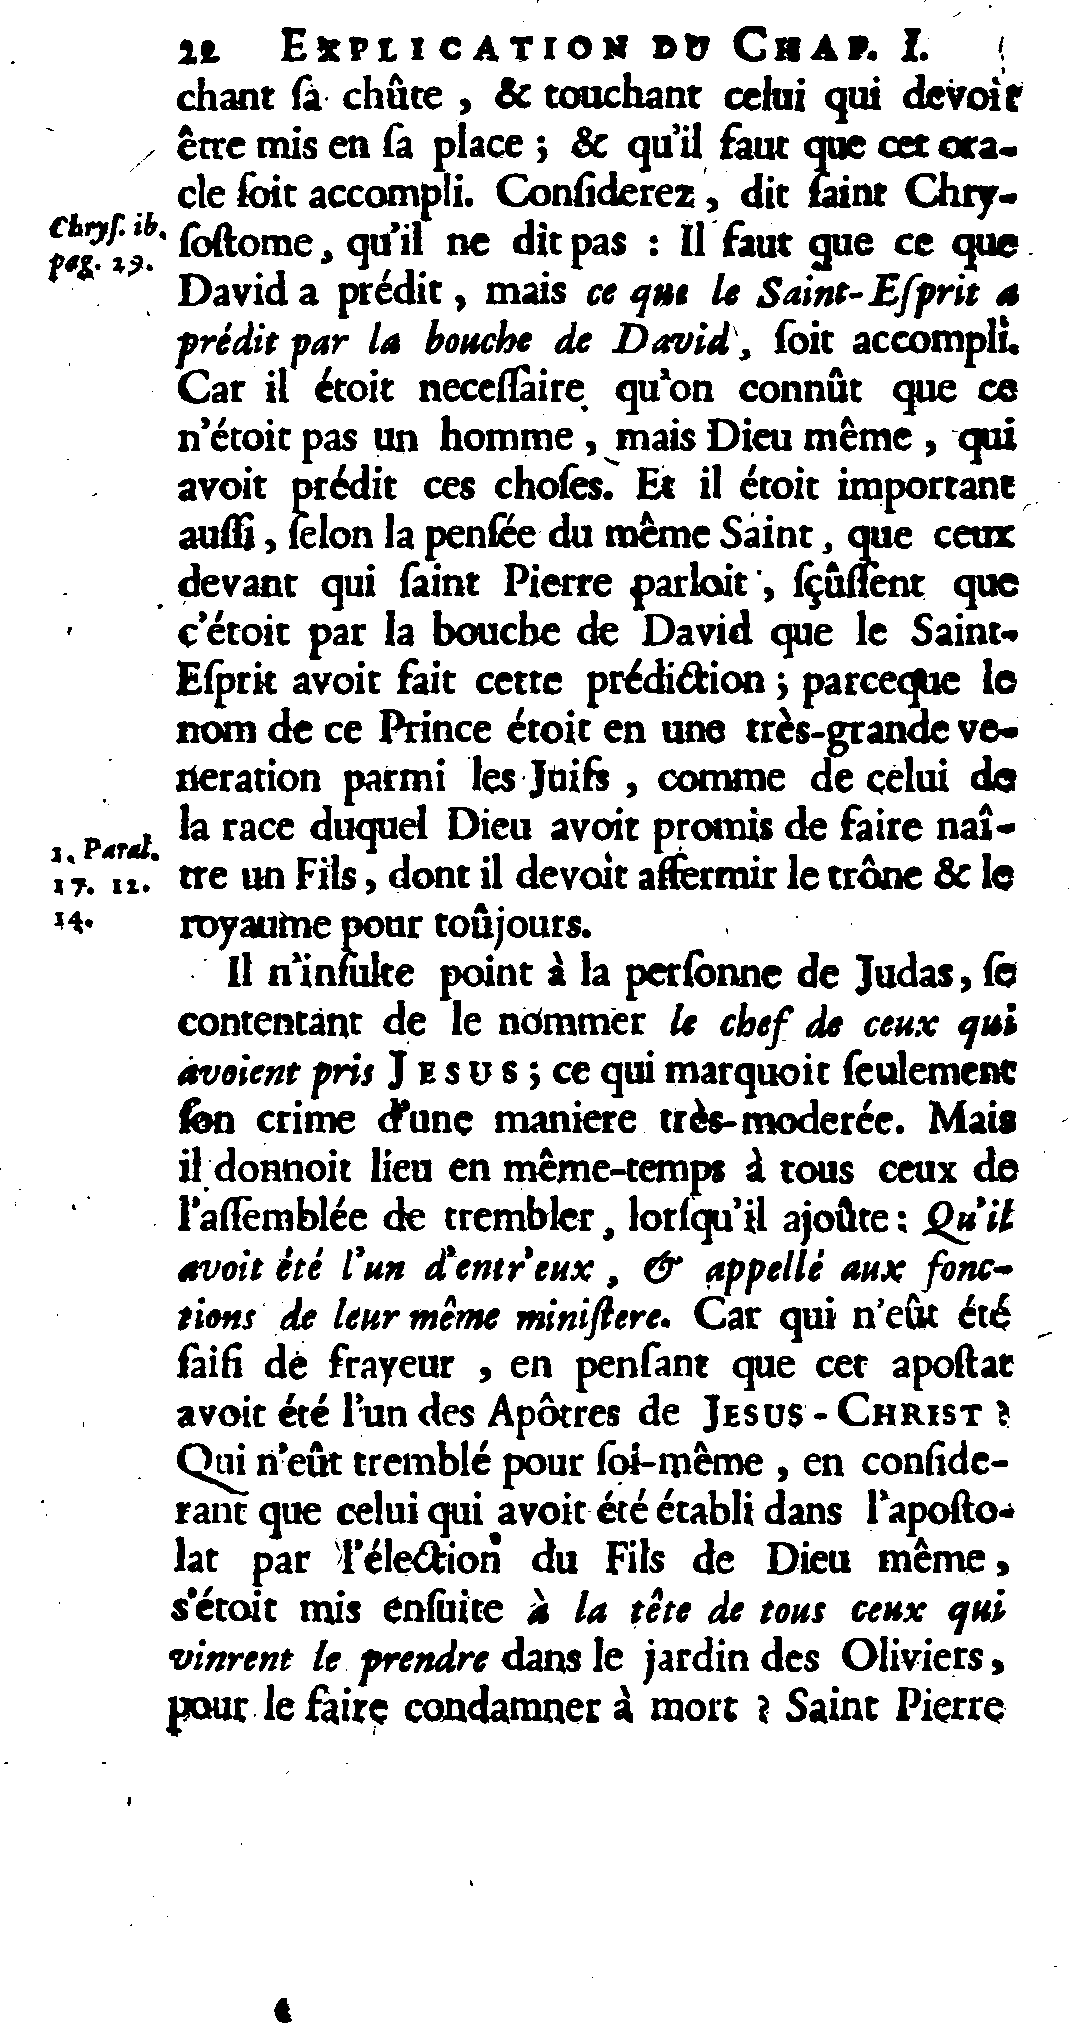 22 EXPLICATION DU CHAP. I.
chant ſa chûte, & touchant celui qui devoit
être mis en ſa place ; & qu'il faut que cet ora-
cle ſoit accompli. Conſiderez, dit ſaint Chry-
Chryſ. ib.
pag. 29.
ſoſtome, qu'il ne dit pas : Il faut que ce que
David a prédit, mais ce que le Saint-Eſprit a
prédit par la bouche de David, ſoit accompli.
Car il étoit neceſſaire qu'on connût que ce
n'étoit pas un homme, mais Dieu même, qui
avoit prédit ces choſes. Et il étoit important
auſſi, ſelon la penſée du même Saint, que ceux
devant qui ſaint Pierre parloit, ſçûſſent que
c'étoit par la bouche de David que le Saint-
Eſprit avoit fait cette prédiction ; parceque le
nom de ce Prince étoit en une très-grande ve-
neration parmi les Juifs, comme de celui de
la race duquel Dieu avoit promis de faire naî-
1. Paral.
17. 12.
14.
tre un Fils, dont il devoit affermir le trône & le
royaume pour toûjours.
Il n'inſulte point à la perſonne de Judas, ſe
contentant de le nommer le chef de ceux qui
avoient pris JESUS ; ce qui marquoit ſeulement
ſon crime d'une maniere très-moderée. Mais
il donnoit lieu en même-temps à tous ceux de
l'aſſemblée de trembler, lorſqu'il ajoûte : Qu'il
avoit été l'un d'entr'eux, & appellé aux fonc-
tions de leur même miniſtere. Car qui n'eût été
ſaiſi de frayeur, en penſant que cet apoſtat
avoit été l'un des Apôtres de JESUS-CHRIST ?
Qui n'eût tremblé pour ſoi-même, en conſide-
rant que celui qui avoit été établi dans l'apoſto-
lat par l'élection du Fils de Dieu même,
s'étoit mis enſuite à la tête de tous ceux qui
vinrent le prendre dans le jardin des Oliviers,
pour le faire condamner à mort ? Saint Pierre